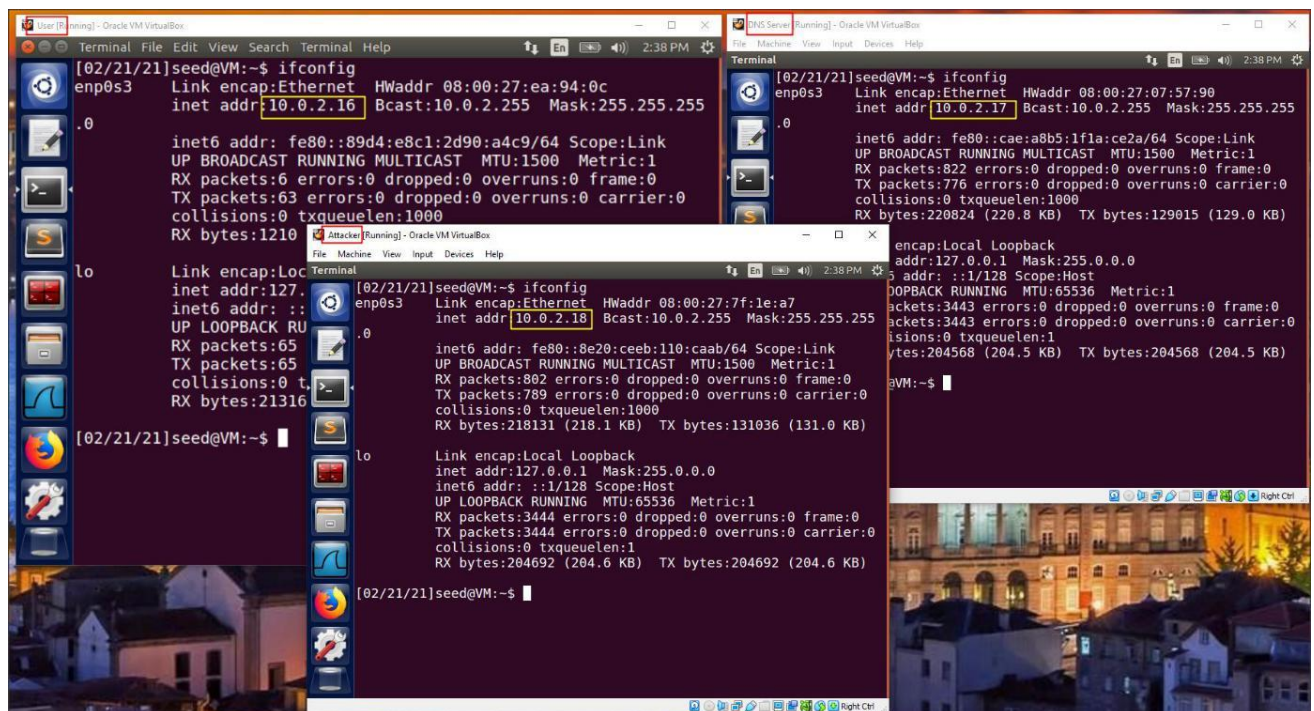 User [Running] - Oracle VM VirtualBox
Terminal File Edit View Search Terminal Help
En
2:38 PM
[02/21/21]seed@VM:~$ ifconfig
enp0s3 Link encap:Ethernet HWaddr 08:00:27:ea:94:0c
inet addr:10.0.2.16 Bcast:10.0.2.255 Mask:255.255.255
.0
inet6 addr: fe80::89d4:e8c1:2d90:a4c9/64 Scope:Link
UP BROADCAST RUNNING MULTICAST MTU:1500 Metric:1
RX packets:6 errors:0 dropped:0 overruns:0 frame:0
TX packets:63 errors:0 dropped:0 overruns:0 carrier:0
collisions:0 txqueuelen:1000
RX bytes:1210
lo Link encap:Loc
inet addr:127.
inet6 addr: ::
UP LOOPBACK RU
RX packets:65
TX packets:65
collisions:0 t
RX bytes:21316
[02/21/21]seed@VM:~$
DNS Server [Running] - Oracle VM VirtualBox
File Machine View Input Devices Help
Terminal
En
2:38 PM
[02/21/21]seed@VM:~$ ifconfig
enp0s3 Link encap:Ethernet HWaddr 08:00:27:07:57:90
inet addr:10.0.2.17 Bcast:10.0.2.255 Mask:255.255.255
.0
inet6 addr: fe80::cae:a8b5:1f1a:ce2a/64 Scope:Link
UP BROADCAST RUNNING MULTICAST MTU:1500 Metric:1
RX packets:822 errors:0 dropped:0 overruns:0 frame:0
TX packets:776 errors:0 dropped:0 overruns:0 carrier:0
collisions:0 txqueuelen:1000
RX bytes:220824 (220.8 KB) TX bytes:129015 (129.0 KB)
encap:Local Loopback
addr:127.0.0.1 Mask:255.0.0.0
addr: ::1/128 Scope:Host
OOPBACK RUNNING MTU:65536 Metric:1
ackets:3443 errors:0 dropped:0 overruns:0 frame:0
ackets:3443 errors:0 dropped:0 overruns:0 carrier:0
isions:0 txqueuelen:1
ytes:204568 (204.5 KB) TX bytes:204568 (204.5 KB)
@VM:~$
Right Ctrl
Attacker [Running] - Oracle VM VirtualBox
File Machine View Input Devices Help
Terminal
En
2:38 PM
[02/21/21]seed@VM:~$ ifconfig
enp0s3 Link encap:Ethernet HWaddr 08:00:27:7f:1e:a7
inet addr:10.0.2.18 Bcast:10.0.2.255 Mask:255.255.255
.0
inet6 addr: fe80::8e20:ceeb:110:caab/64 Scope:Link
UP BROADCAST RUNNING MULTICAST MTU:1500 Metric:1
RX packets:802 errors:0 dropped:0 overruns:0 frame:0
TX packets:789 errors:0 dropped:0 overruns:0 carrier:0
collisions:0 txqueuelen:1000
RX bytes:218131 (218.1 KB) TX bytes:131036 (131.0 KB)
lo Link encap:Local Loopback
inet addr:127.0.0.1 Mask:255.0.0.0
inet6 addr: ::1/128 Scope:Host
UP LOOPBACK RUNNING MTU:65536 Metric:1
RX packets:3444 errors:0 dropped:0 overruns:0 frame:0
TX packets:3444 errors:0 dropped:0 overruns:0 carrier:0
collisions:0 txqueuelen:1
RX bytes:204692 (204.6 KB) TX bytes:204692 (204.6 KB)
[02/21/21]seed@VM:~$
Right Ctrl